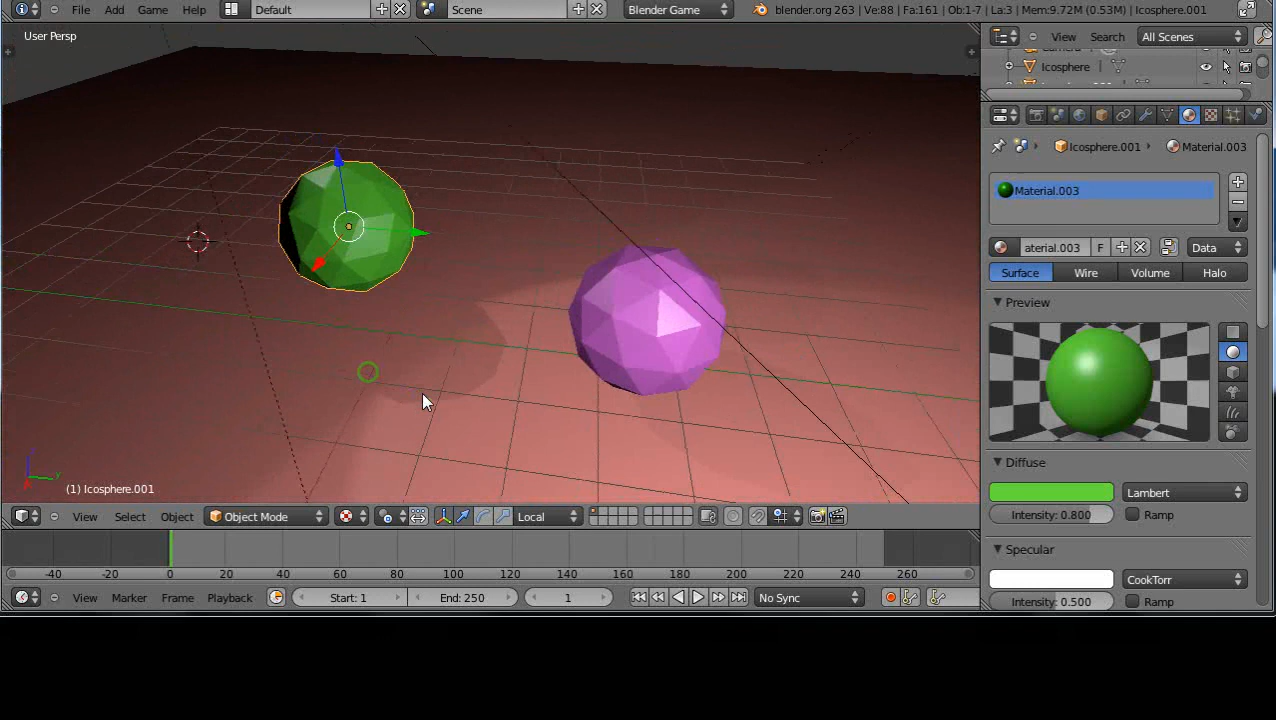 File Add Game Help Default Scene Blender Game blender.org 263 | Ve:88 | Fa:161 | Ob:1-7 | La:3 | Mem:9.72M (0.53M) | Icosphere.001
User Persp
View Search All Scenes
Icosphere
Icosphere.001 Material.003
Material.003
aterial.003 F Data
Surface Wire Volume Halo
Preview
Diffuse
Lambert
Intensity: 0.800 Ramp
Specular
CookTorr
Intensity: 0.500 Ramp
(1) Icosphere.001
View Select Object Object Mode Local
-40 -20 0 20 40 60 80 100 120 140 160 180 200 220 240 260
View Marker Frame Playback Start: 1 End: 250 1 No Sync